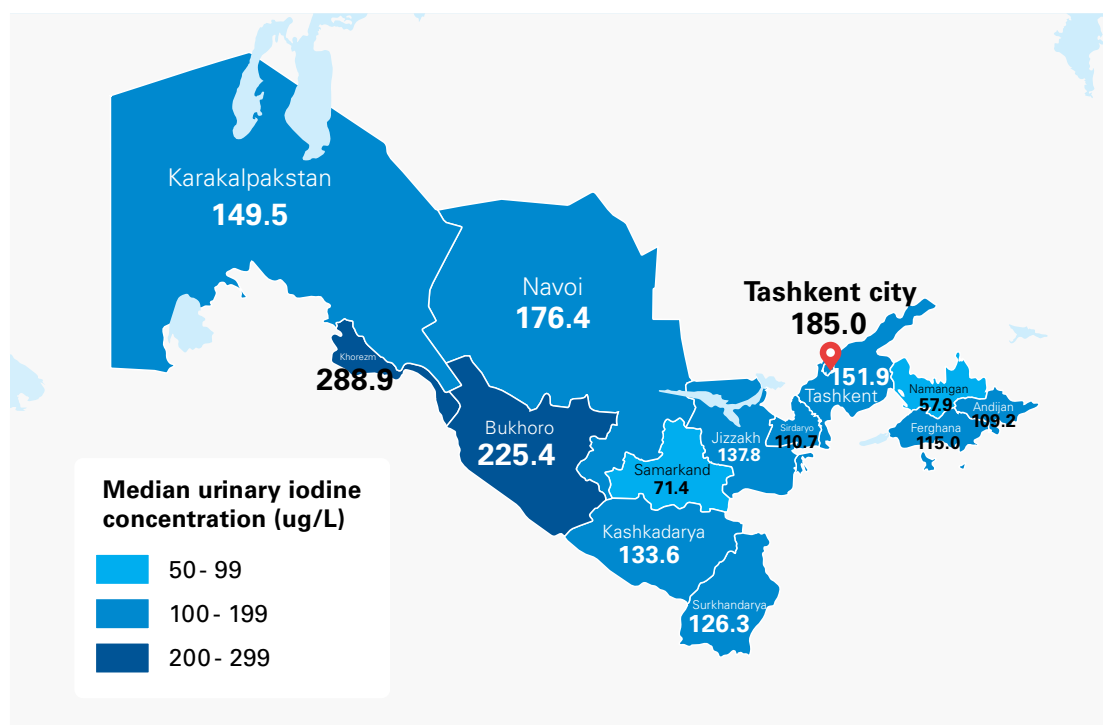 Karakalpakstan
149.5
Navoi
176.4
Tashkent city
185.0
Khorezm
288.9
151.9
Tashkent
Namangan
57.9
Andijan
109.2
Bukhoro
225.4
Jizzakh
137.8
Sirdaryo
110.7
Ferghana
115.0
Samarkand
71.4
Kashkadarya
133.6
Surkhandarya
126.3
Median urinary iodine
concentration (ug/L)
50 - 99
100 - 199
200 - 299